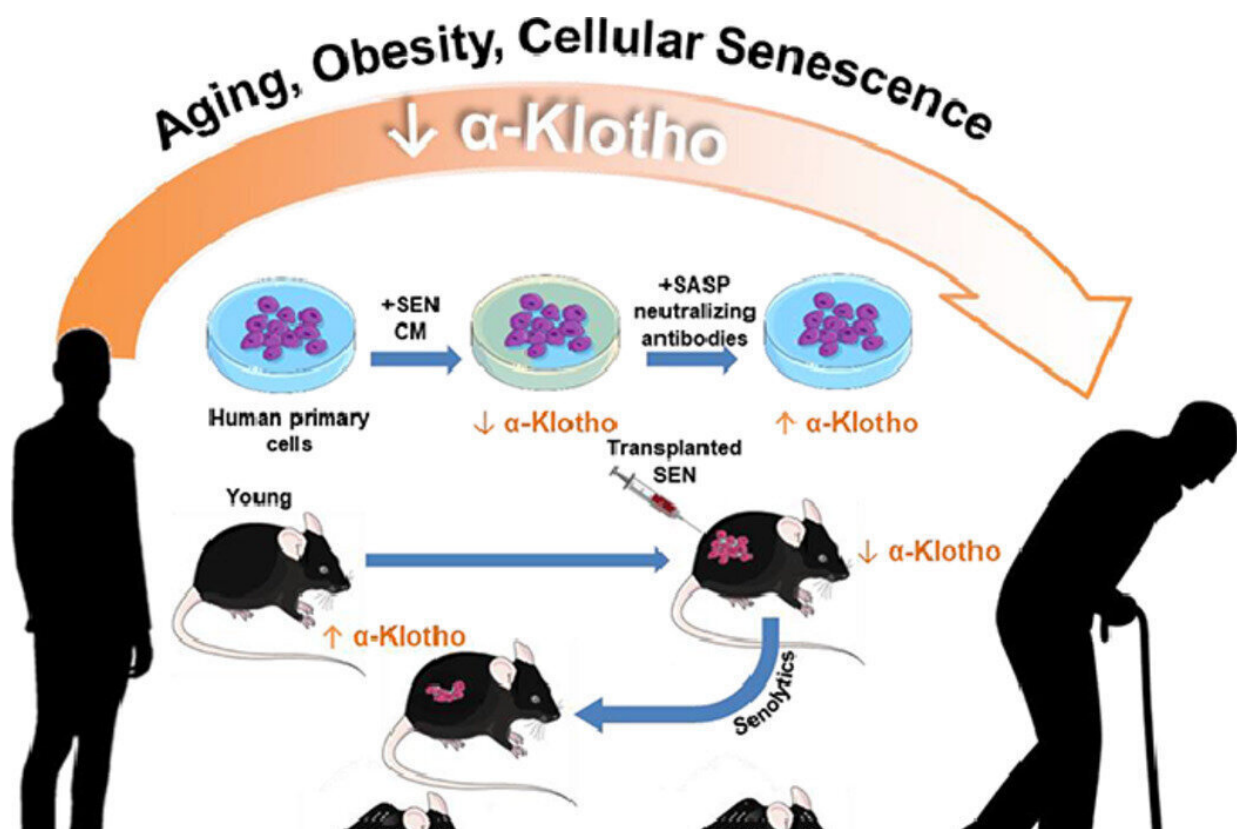 Aging, Obesity, Cellular Senescence
↓ α-Klotho
+SEN
CM
+SASP
neutralizing
antibodies
Human primary
cells
↓ α-Klotho
↑ α-Klotho
Transplanted
SEN
Young
↓ α-Klotho
↑ α-Klotho
Senolytics